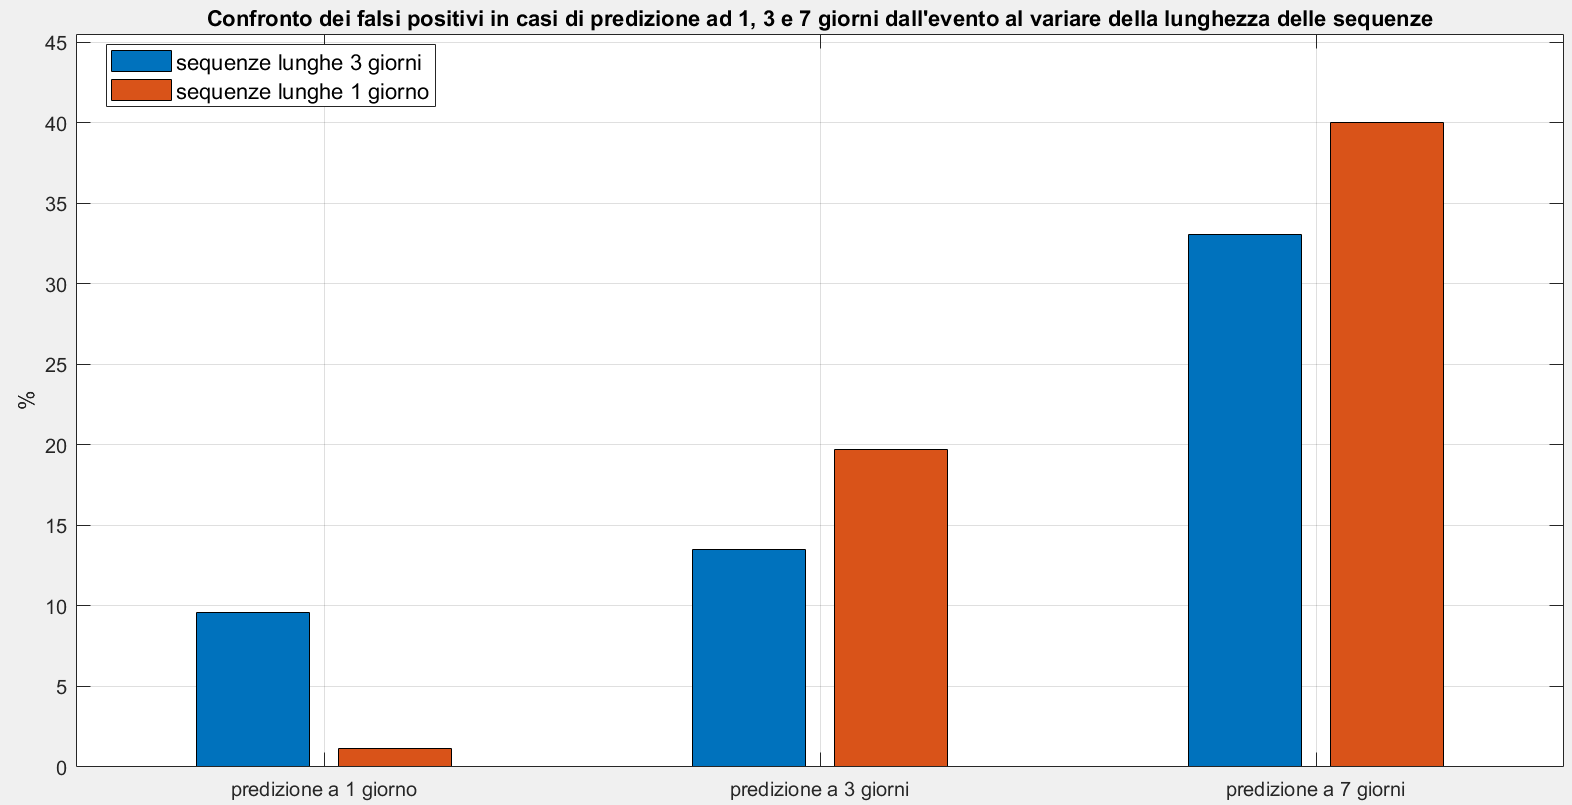 Confronto dei falsi positivi in casi di predizione ad 1, 3 e 7 giorni dall'evento al variare della lunghezza delle sequenze
sequenze lunghe 3 giorni
sequenze lunghe 1 giorno
45
40
35
30
25
20
15
10
5
0
%
predizione a 1 giorno
predizione a 3 giorni
predizione a 7 giorni